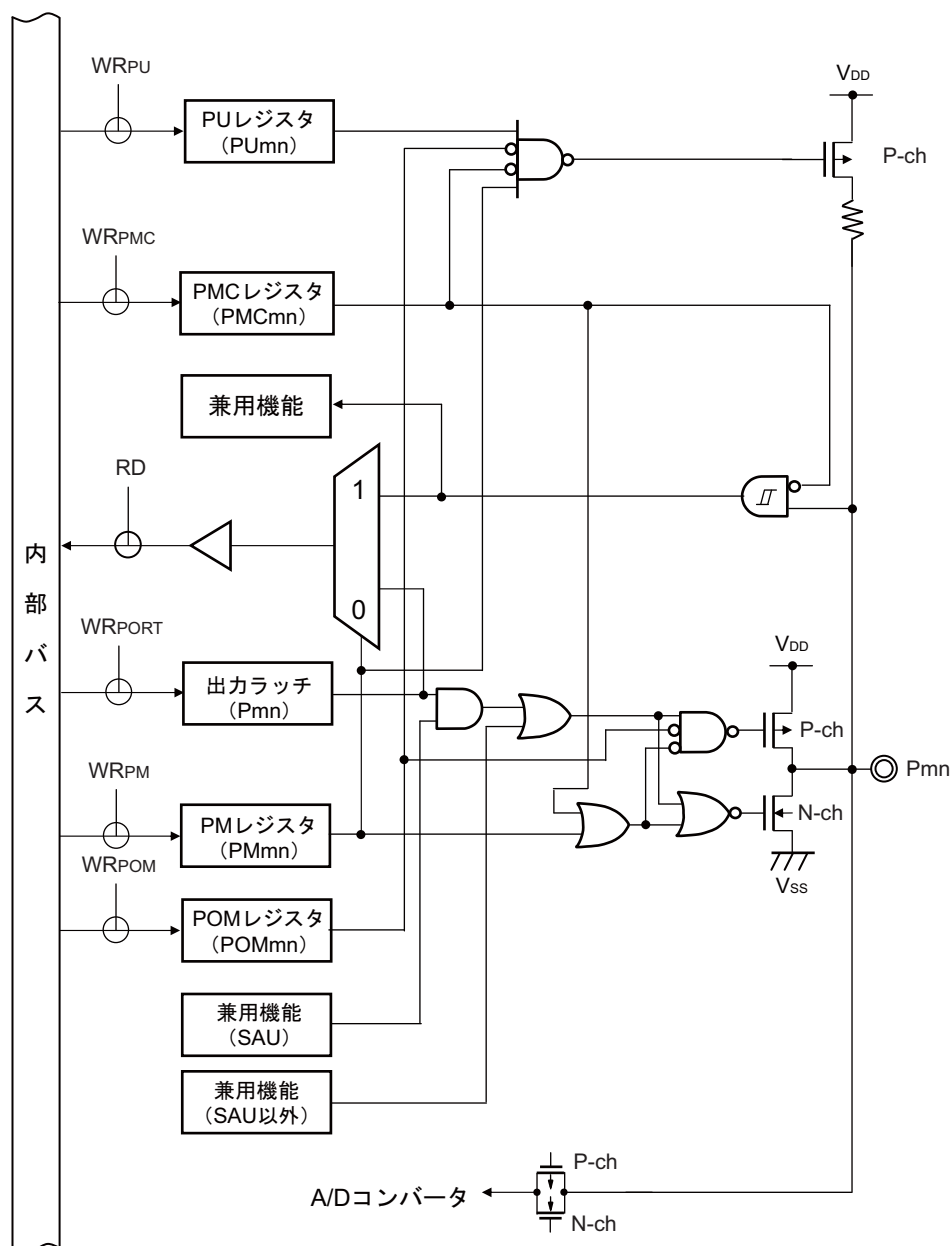 WRPU
PUレジスタ
(PUmn)
VDD
P-ch
WRPMC
PMCレジスタ
(PMCmn)
兼用機能
RD
1
0
内部バス
WRPORT
出力ラッチ
(Pmn)
VDD
P-ch
Pmn
N-ch
VSS
WRPM
PMレジスタ
(PMmn)
WRPOM
POMレジスタ
(POMmn)
兼用機能
(SAU)
兼用機能
(SAU以外)
P-ch
A/Dコンバータ
N-ch